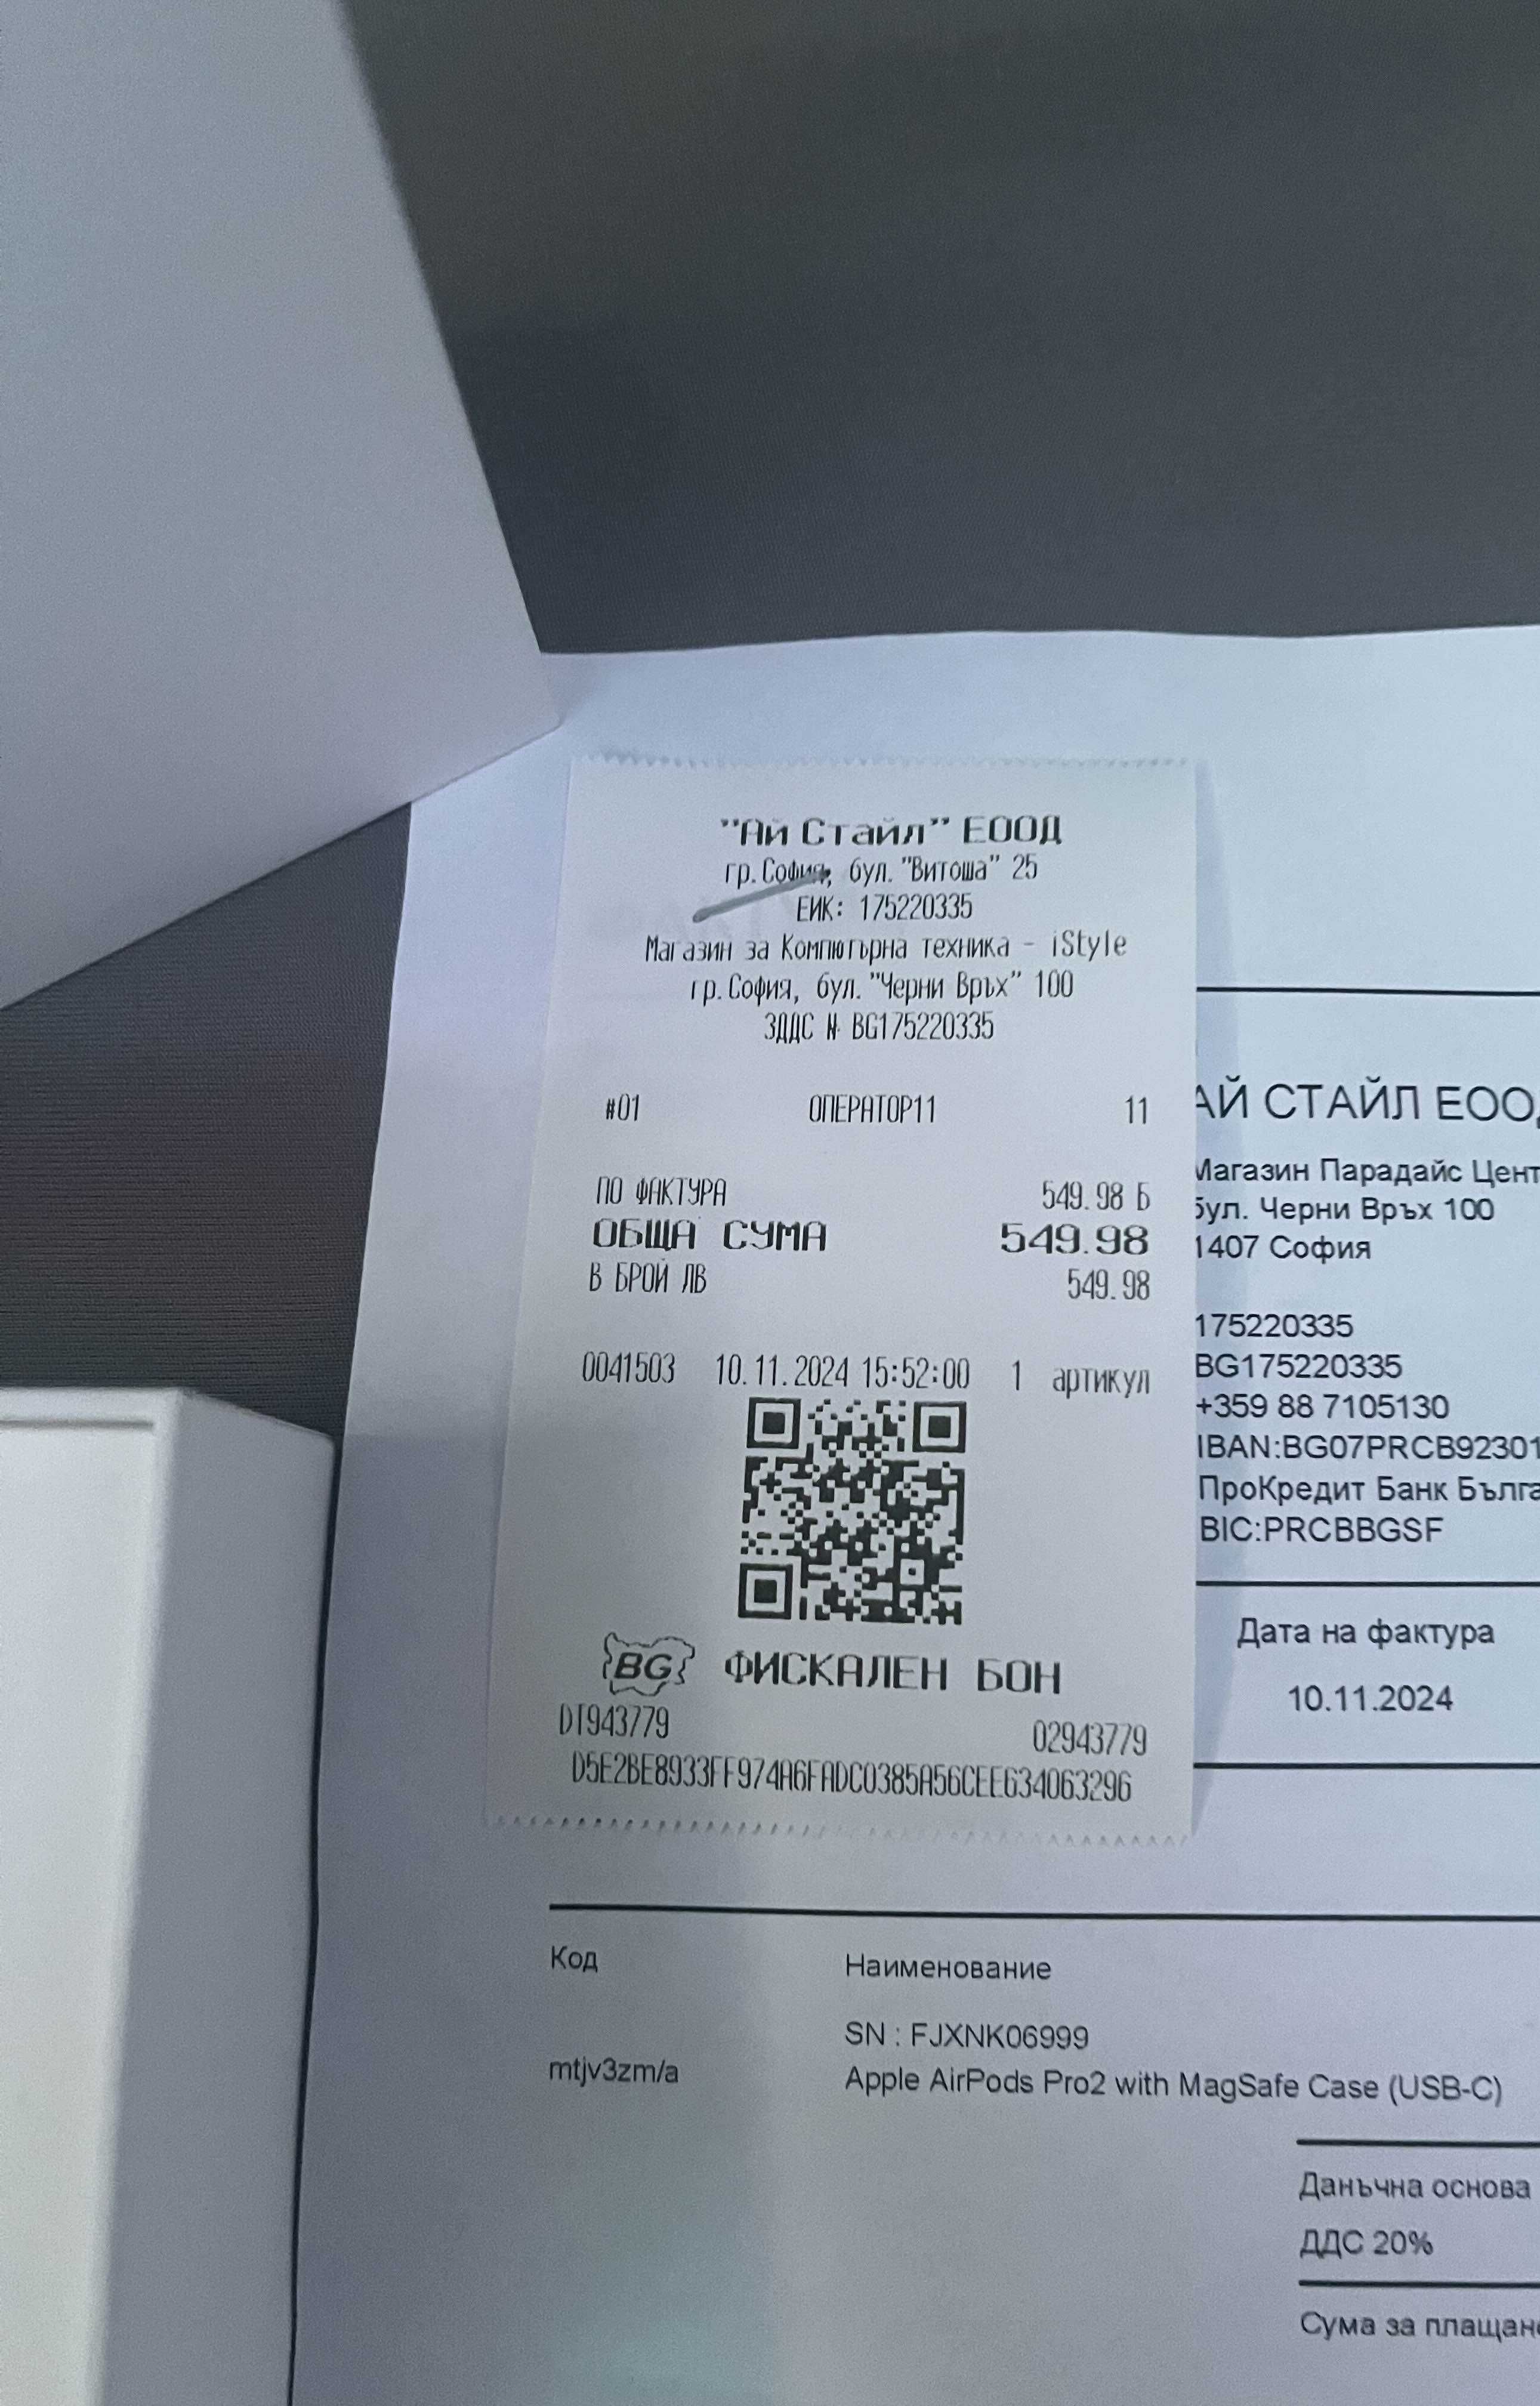 "Ай Стайл" ЕООД
гр.София, бул. "Витоша" 25
ЕИК: 175220335
Магазин за Компютърна техника - iStyle
гр.София, бул. "Черни Връх" 100
ЗДДС № BG175220335
#01 ОПЕРАТОР11 11
ПО ФАКТУРА 549.98 Б
ОБЩА СУМА 549.98
В БРОЙ ЛВ 549.98
0041503 10.11.2024 15:52:00 1 артикул
BG ФИСКАЛЕН БОН
DT943779 02943779
D5E2BE8933FF974A6FADC0385A56CEE634063296
АЙ СТАЙЛ ЕОО
Магазин Парадайс Цент
бул. Черни Връх 100
1407 София
175220335
BG175220335
+359 88 7105130
IBAN:BG07PRCB92301
ПроКредит Банк Бълга
BIC:PRCBBGSF
Дата на фактура
10.11.2024
Код Наименование
SN : FJXNK06999
mtjv3zm/a Apple AirPods Pro2 with MagSafe Case (USB-C)
Данъчна основа
ДДС 20%
Сума за плащан